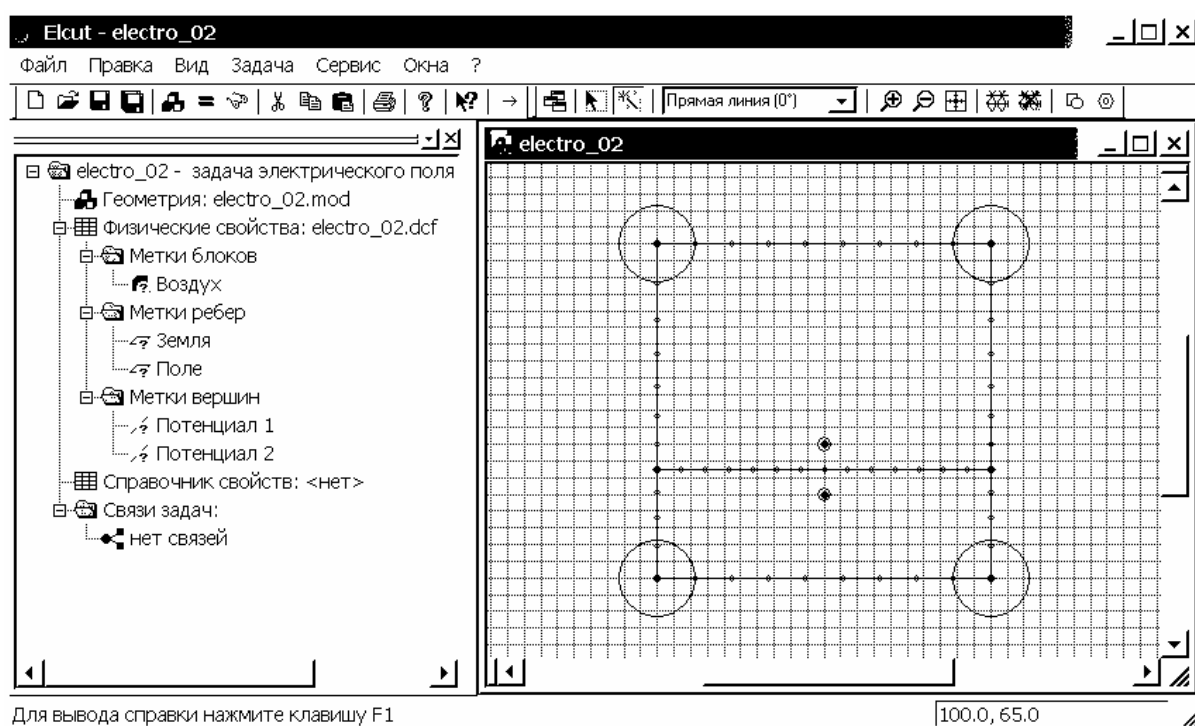 Elcut - electro_02
Файл Правка Вид Задача Сервис Окна ?
Прямая линия (0°)
electro_02 - задача электрического поля
Геометрия: electro_02.mod
Физические свойства: electro_02.dcf
Метки блоков
Воздух
Метки ребер
Земля
Поле
Метки вершин
Потенциал 1
Потенциал 2
Справочник свойств: <нет>
Связи задач:
нет связей
electro_02
Для вывода справки нажмите клавишу F1
100.0, 65.0